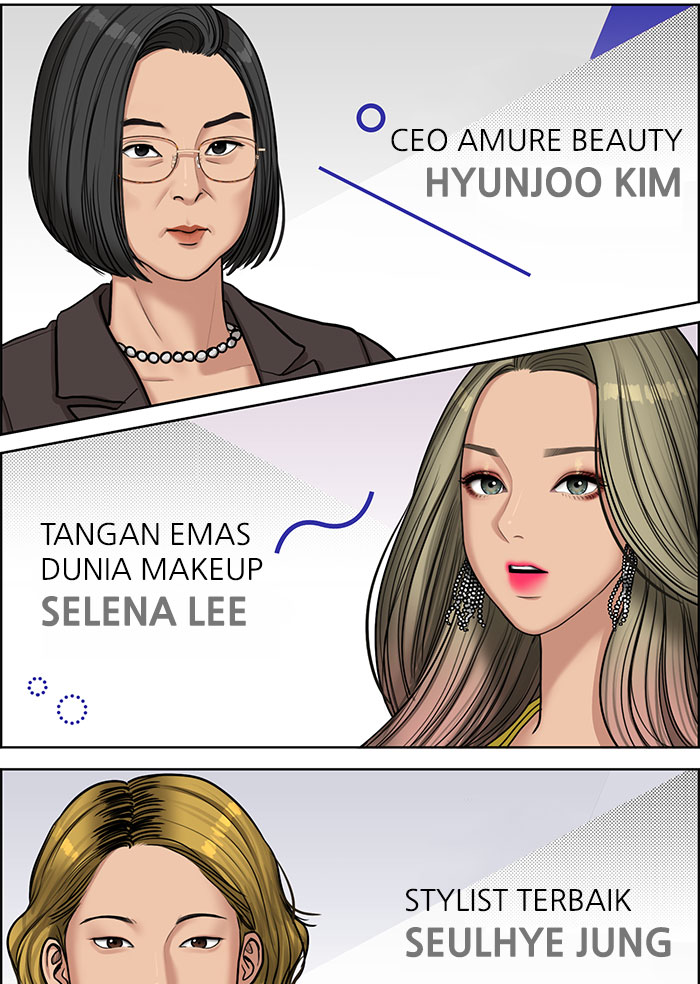 CEO AMURE BEAUTY
HYUNJOO KIM
TANGAN EMAS
DUNIA MAKEUP
SELENA LEE
STYLIST TERBAIK
SEULHYE JUNG